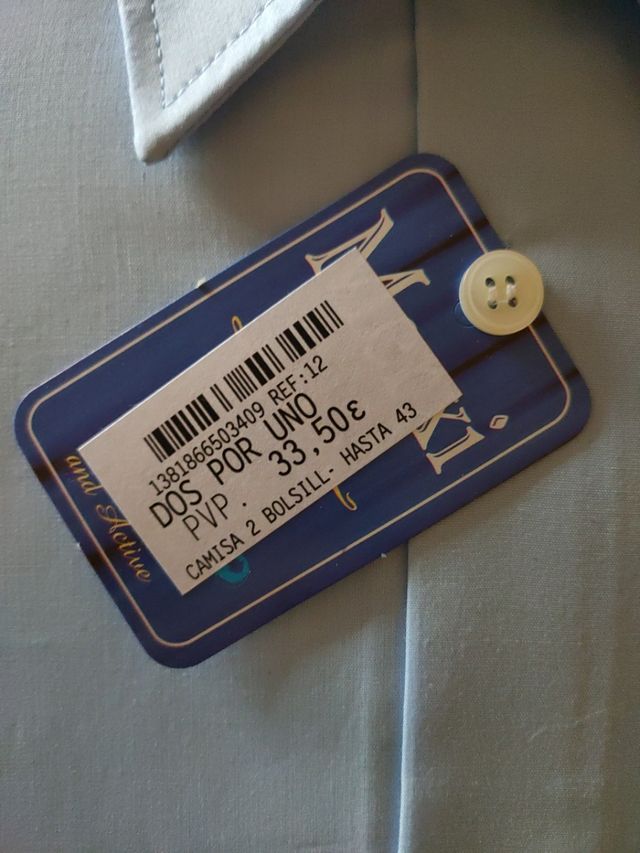 1381866503409 REF:12
DOS POR UNO
PVP. 33,50€
CAMISA 2 BOLSILL- HASTA 43
and Active